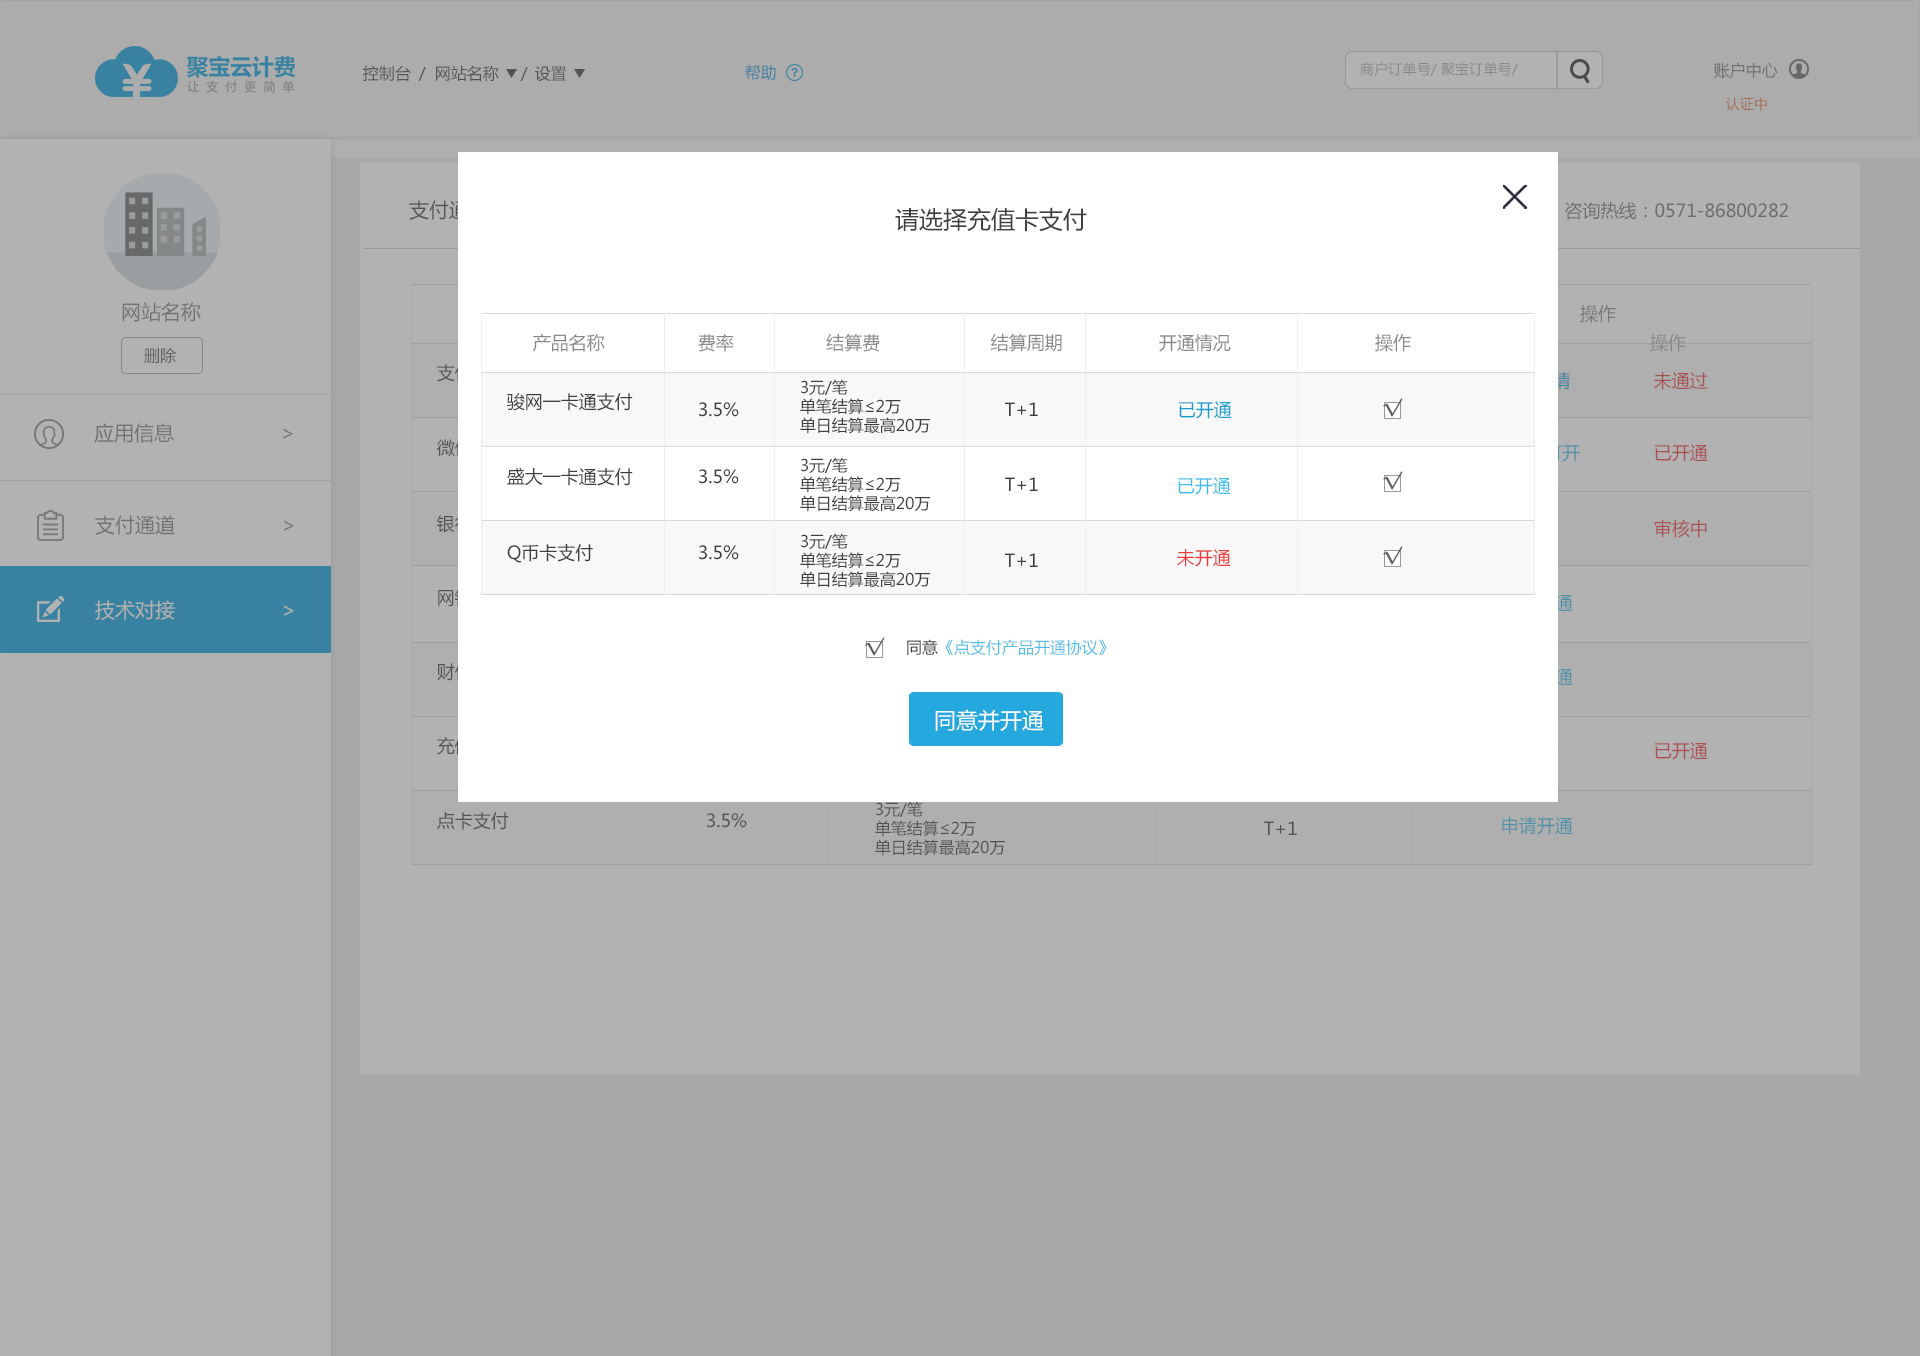 聚宝云计费
让支付更简单
控制台 / 网站名称 ▼ / 设置 ▼
帮助 ?
商户订单号/ 聚宝订单号/
账户中心
认证中
网站名称
删除
应用信息 >
支付通道 >
技术对接 >
支付通
咨询热线：0571-86800282
操作
操作
支付
情 未通过
微信
打开 已开通
银行
审核中
网银
通
财付
通
充值
已开通
点卡支付 3.5% 3元/笔
单笔结算≤2万
单日结算最高20万
T+1 申请开通
请选择充值卡支付
产品名称 费率 结算费 结算周期 开通情况 操作
骏网一卡通支付 3.5% 3元/笔
单笔结算≤2万
单日结算最高20万
T+1 已开通
盛大一卡通支付 3.5% 3元/笔
单笔结算≤2万
单日结算最高20万
T+1 已开通
Q币卡支付 3.5% 3元/笔
单笔结算≤2万
单日结算最高20万
T+1 未开通
同意《点支付产品开通协议》
同意并开通